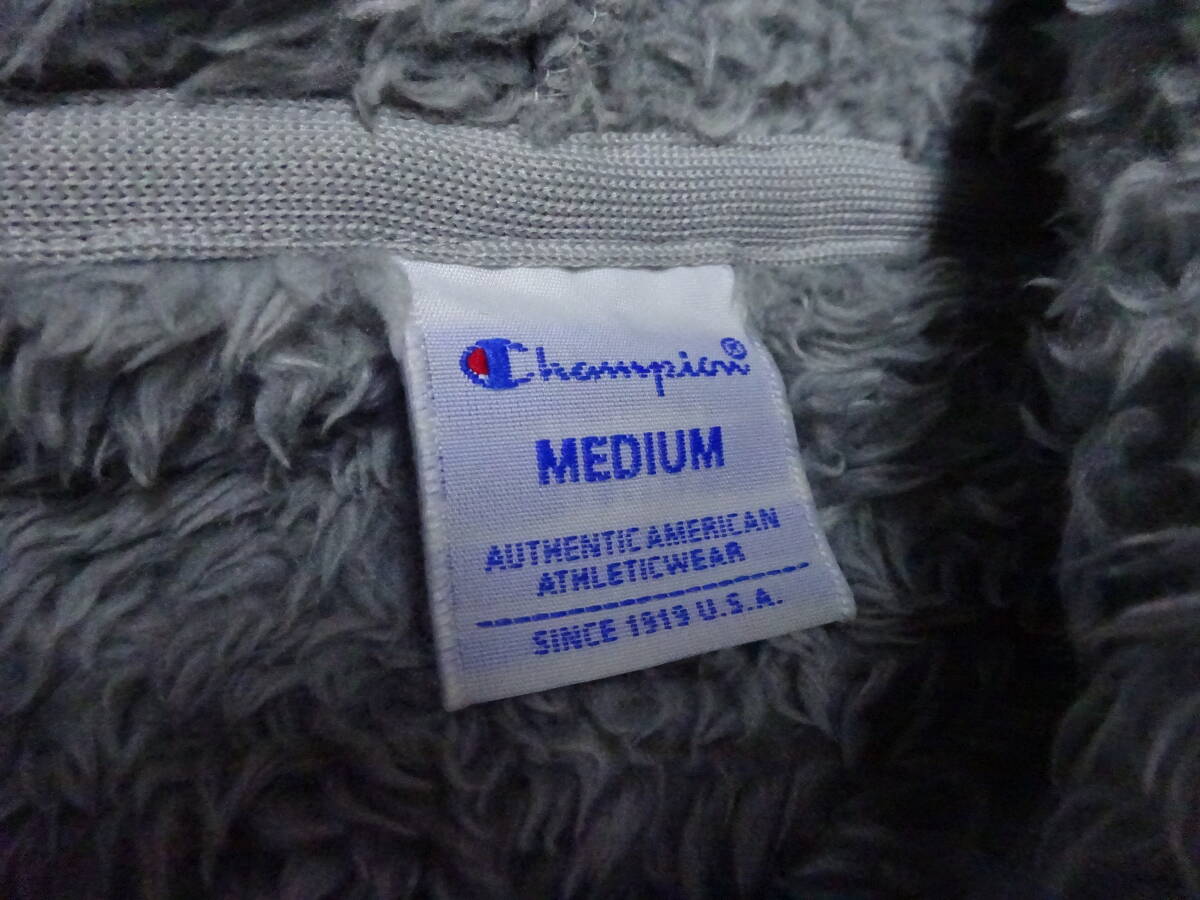 Champion®
MEDIUM
AUTHENTIC AMERICAN
ATHLETICWEAR
SINCE 1919 U.S.A.